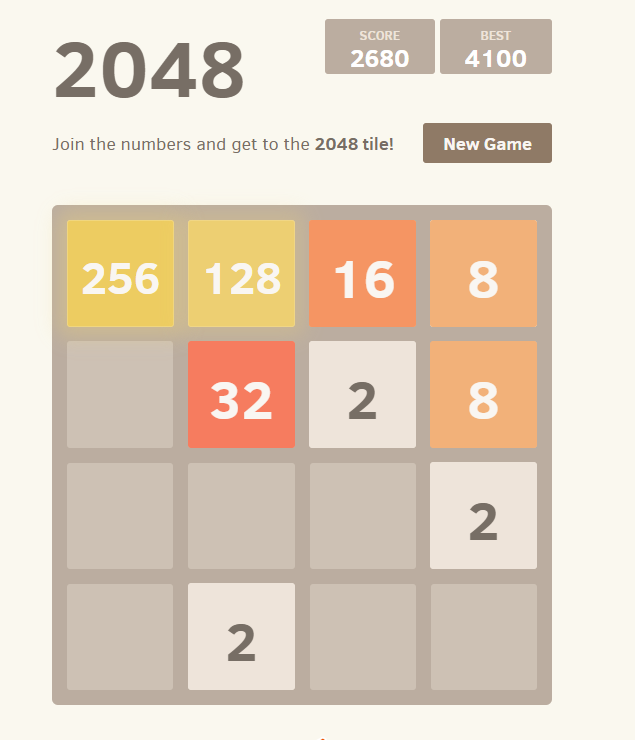 2048
SCORE
2680
BEST
4100
Join the numbers and get to the 2048 tile!
New Game
256 128 16 8
32 2 8
2
2